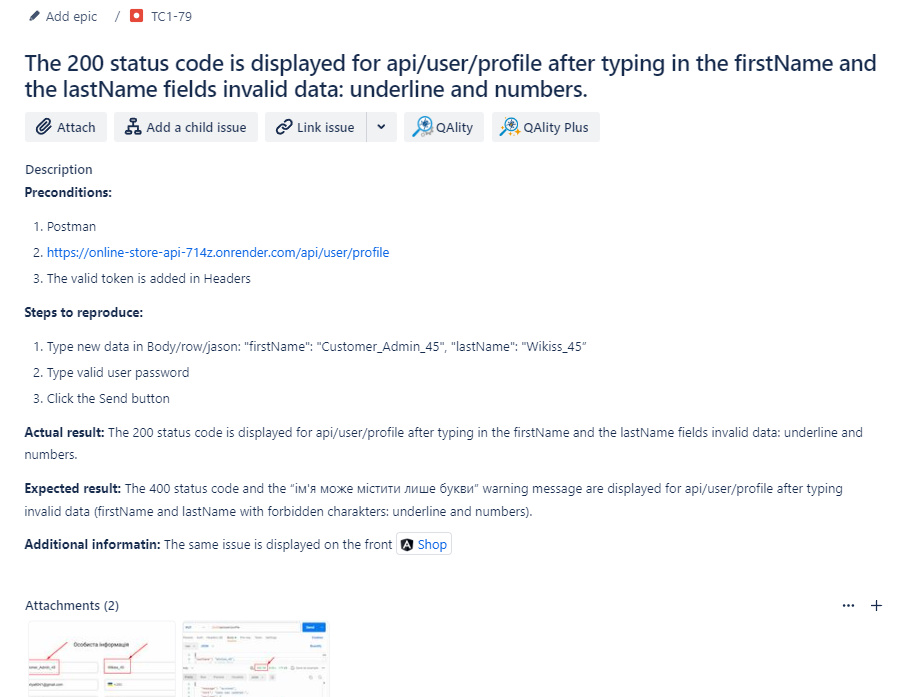 Add epic / TC1-79
The 200 status code is displayed for api/user/profile after typing in the firstName and
the lastName fields invalid data: underline and numbers.
Attach Add a child issue Link issue QAlity QAlity Plus
Description
Preconditions:
1. Postman
2. https://online-store-api-714z.onrender.com/api/user/profile
3. The valid token is added in Headers
Steps to reproduce:
1. Type new data in Body/row/jason: "firstName": "Customer_Admin_45", "lastName": "Wikiss_45"
2. Type valid user password
3. Click the Send button
Actual result: The 200 status code is displayed for api/user/profile after typing in the firstName and the lastName fields invalid data: underline and
numbers.
Expected result: The 400 status code and the “ім'я може містити лише букви” warning message are displayed for api/user/profile after typing
invalid data (firstName and lastName with forbidden charakters: underline and numbers).
Additional informatin: The same issue is displayed on the front Shop
Attachments (2)
Особиста інформація